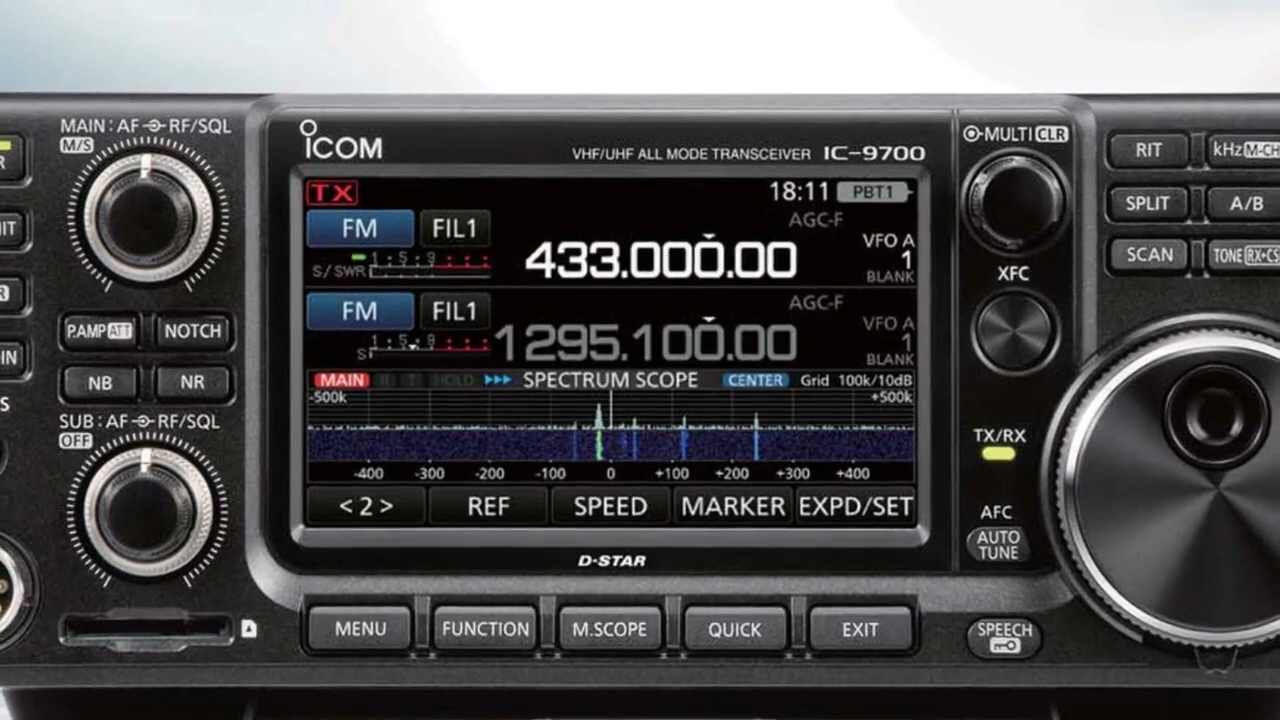 MAIN : AF RF/SQL
M/S
R
IT
R
IN
S
P.AMP ATT
NOTCH
NB
NR
SUB : AF RF/SQL
OFF
ICOM
VHF/UHF ALL MODE TRANSCEIVER IC-9700
TX
18:11 PBT1
FM FIL1
AGC-F
433.000.00
VFO A
1
BLANK
S/SWR 1 5 9
FM FIL1
AGC-F
1295.100.00
VFO A
1
BLANK
S 1 5 9
MAIN HOLD SPECTRUM SCOPE CENTER Grid 100k/10dB
-500k +500k
-400 -300 -200 -100 0 +100 +200 +300 +400
< 2 > REF SPEED MARKER EXPD/SET
D-STAR
MENU FUNCTION M.SCOPE QUICK EXIT
MULTI CLR
XFC
TX/RX
AFC
AUTO
TUNE
SPEECH
RIT
kHz M-CH
SPLIT
A/B
SCAN
TONE RX+CS